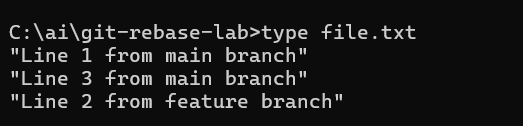 C:\ai\git-rebase-lab>type file.txt
"Line 1 from main branch"
"Line 3 from main branch"
"Line 2 from feature branch"